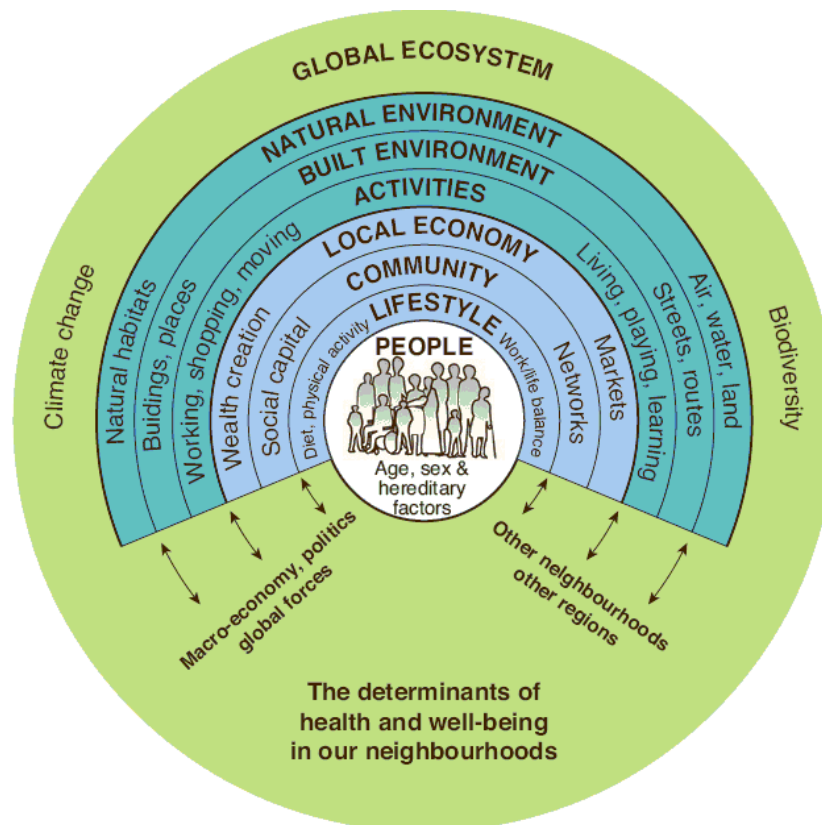 GLOBAL ECOSYSTEM
NATURAL ENVIRONMENT
BUILT ENVIRONMENT
ACTIVITIES
LOCAL ECONOMY
COMMUNITY
LIFESTYLE
PEOPLE
Age, sex &
hereditary
factors
Climate change
Natural habitats
Buidings, places
Working, shopping, moving
Wealth creation
Social capital
Diet, physical activity
Work/life balance
Networks
Markets
Living, playing, learning
Streets, routes
Air, water, land
Biodiversity
Macro-economy, politics
global forces
Other neighbourhoods
other regions
The determinants of
health and well-being
in our neighbourhoods